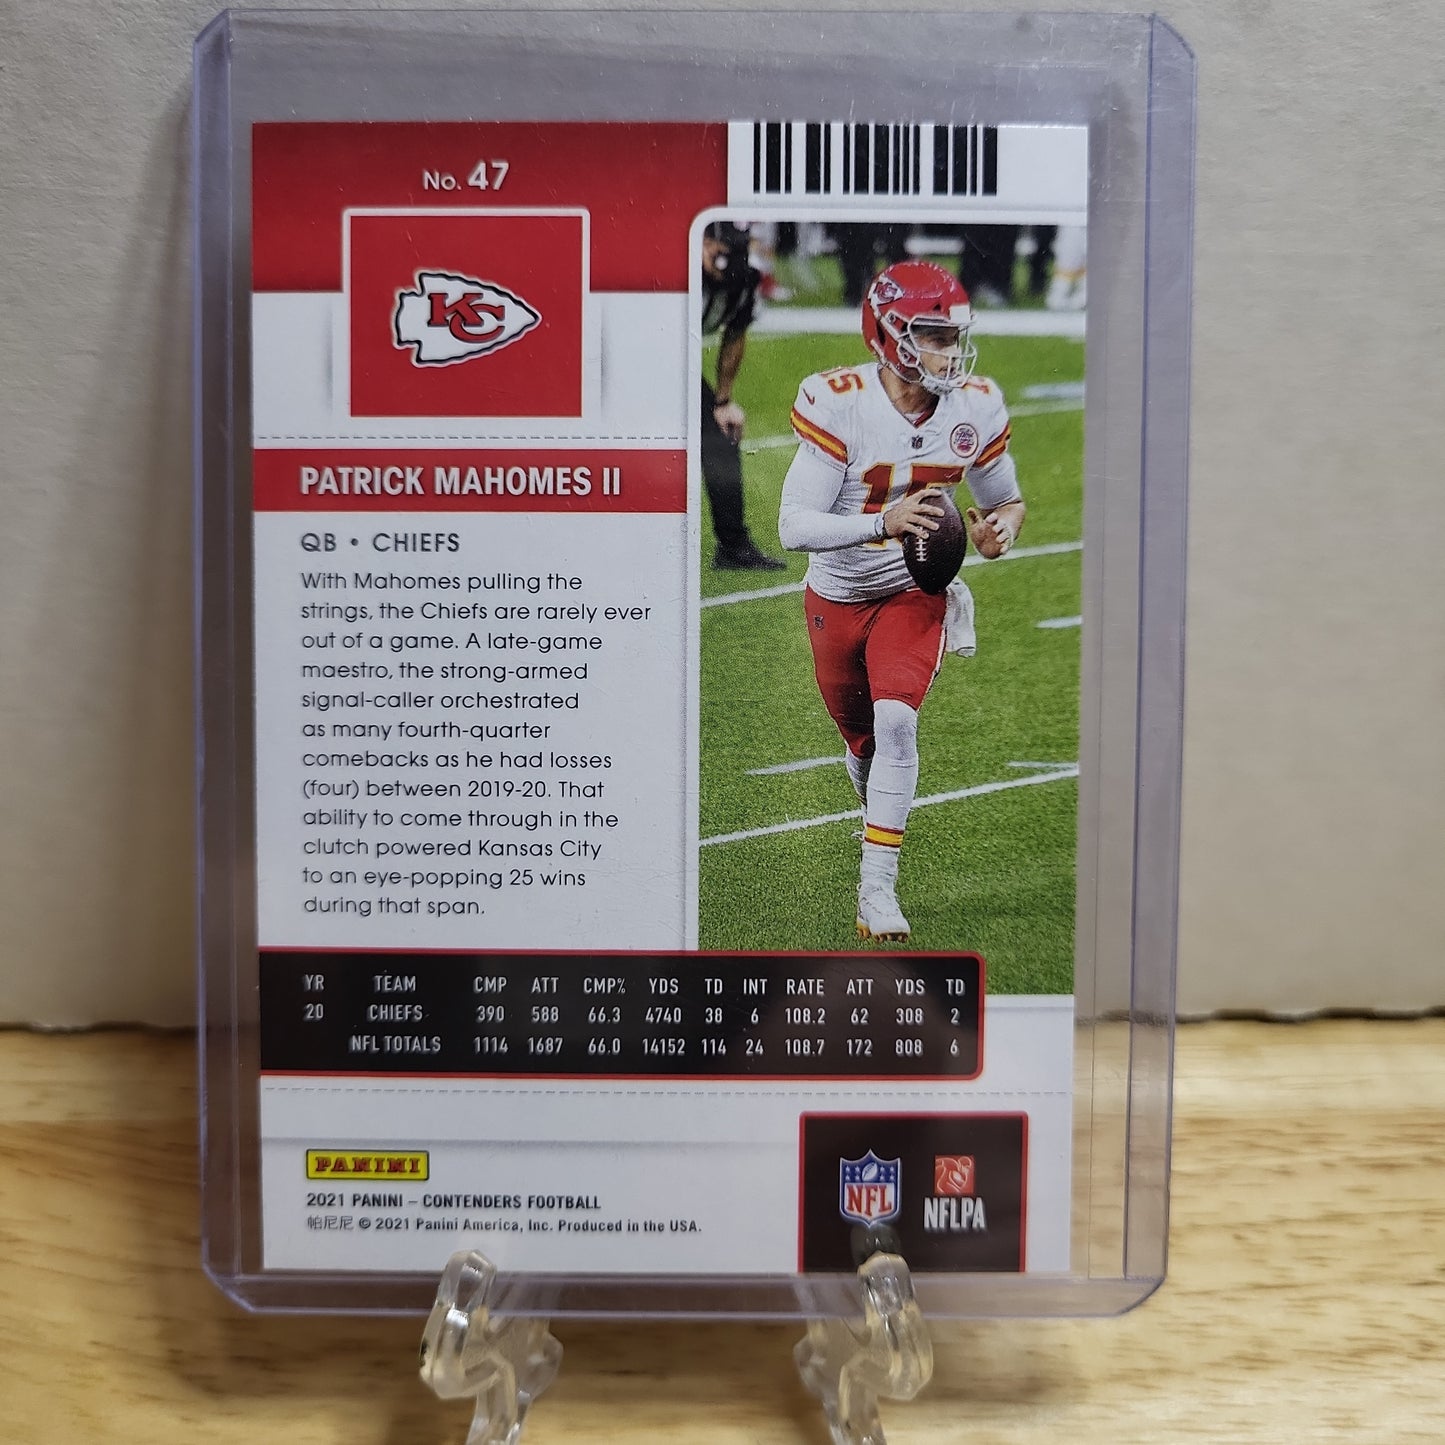 No. 47
KC
PATRICK MAHOMES II
QB • CHIEFS
With Mahomes pulling the
strings, the Chiefs are rarely ever
out of a game. A late-game
maestro, the strong-armed
signal-caller orchestrated
as many fourth-quarter
comebacks as he had losses
(four) between 2019-20. That
ability to come through in the
clutch powered Kansas City
to an eye-popping 25 wins
during that span.
15
15
YR TEAM CMP ATT CMP% YDS TD INT RATE ATT YDS TD
20 CHIEFS 390 588 66.3 4740 38 6 108.2 62 308 2
NFL TOTALS 1114 1687 66.0 14152 114 24 108.7 172 808 6
PANINI
2021 PANINI – CONTENDERS FOOTBALL
帕尼尼 © 2021 Panini America, Inc. Produced in the USA.
NFL
NFLPA